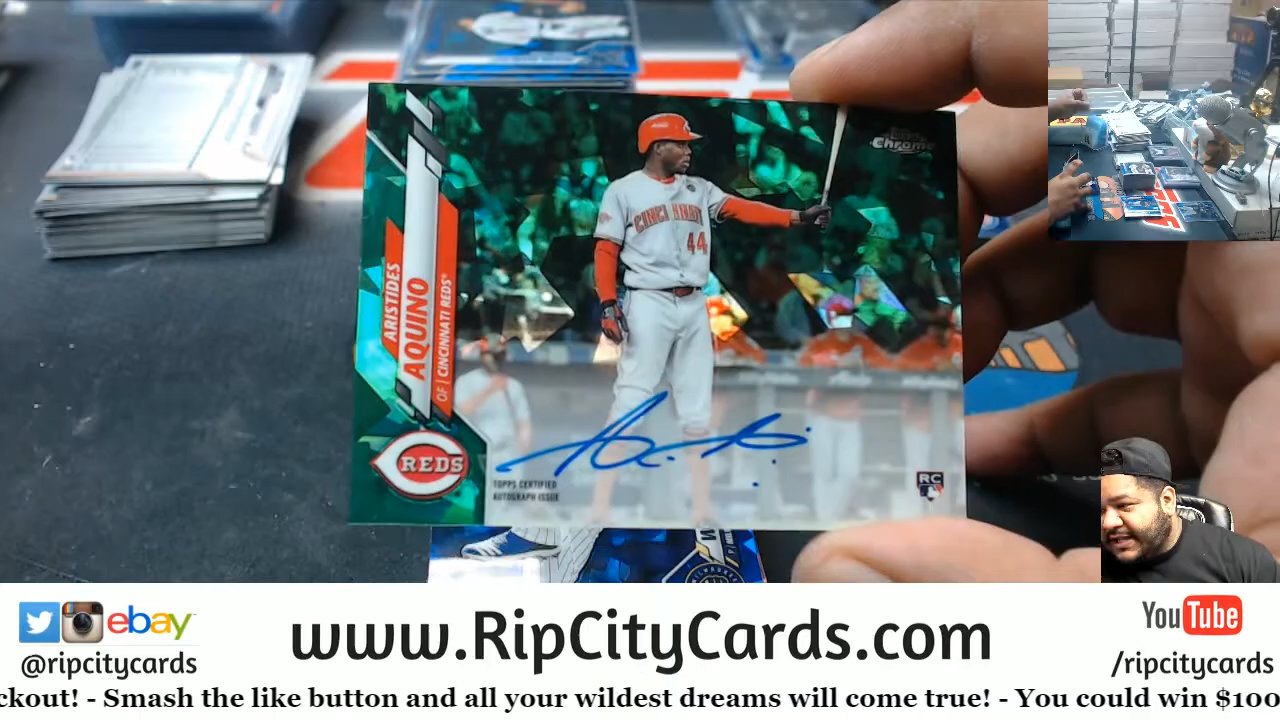 Topps
Chrome
CINCINNATI
44
ARISTIDES
AQUINO
OF | CINCINNATI REDS®
REDS
TOPPS CERTIFIED
AUTOGRAPH ISSUE
RC
ebay
@ripcitycards
www.RipCityCards.com
YouTube
/ripcitycards
ckout! - Smash the like button and all your wildest dreams will come true! - You could win $100